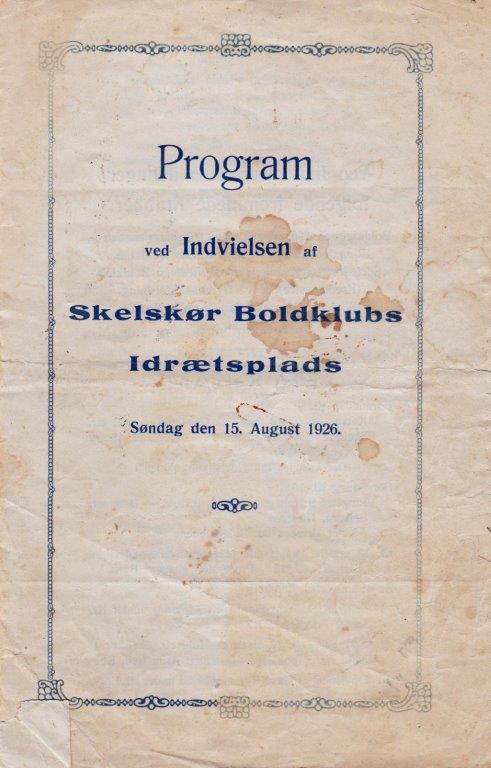 Program
ved Indvielsen af
Skelskør Boldklubs
Idrætsplads
Søndag den 15. August 1926.